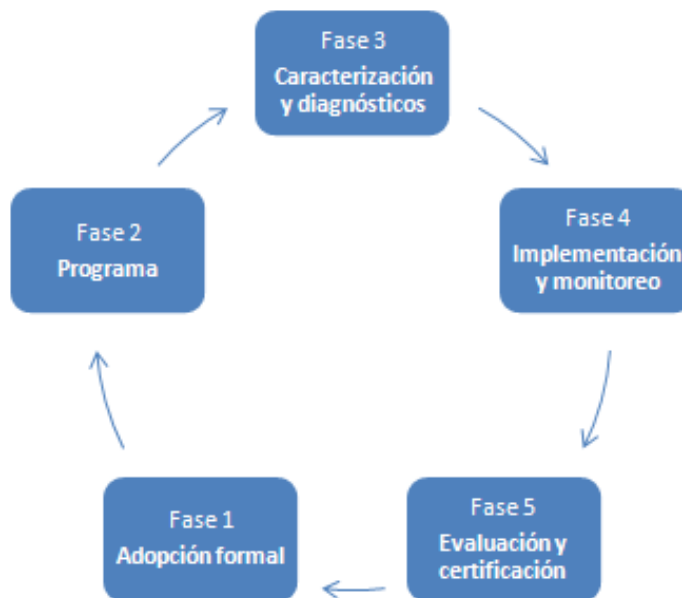 Fase 3
Caracterización
y diagnósticos
Fase 2
Programa
Fase 4
Implementación
y monitoreo
Fase 1
Adopción formal
Fase 5
Evaluación y
certificación